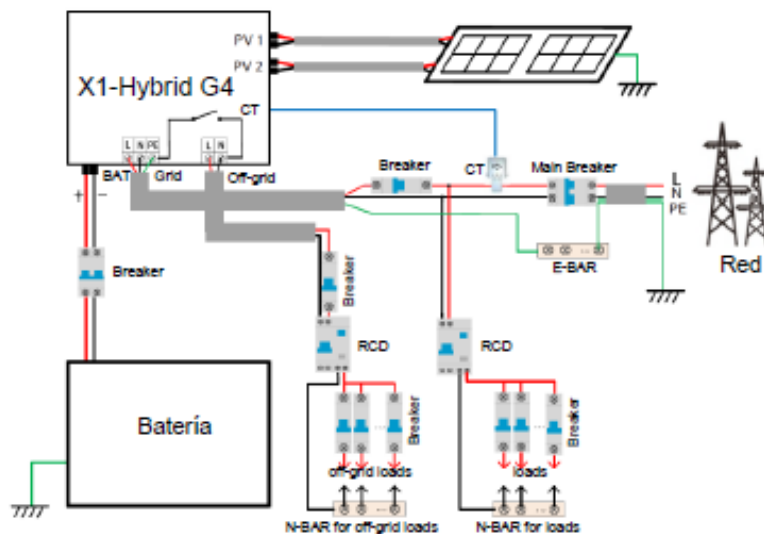 PV 1
PV 2
X1-Hybrid G4
CT
L N PE
L N
BAT
Grid
Off-grid
+
-
Breaker
CT
Main Breaker
L
N
PE
Red
E-BAR
Breaker
Breaker
RCD
RCD
Batería
Breaker
Breaker
off-grid loads
loads
N-BAR for off-grid loads
N-BAR for loads